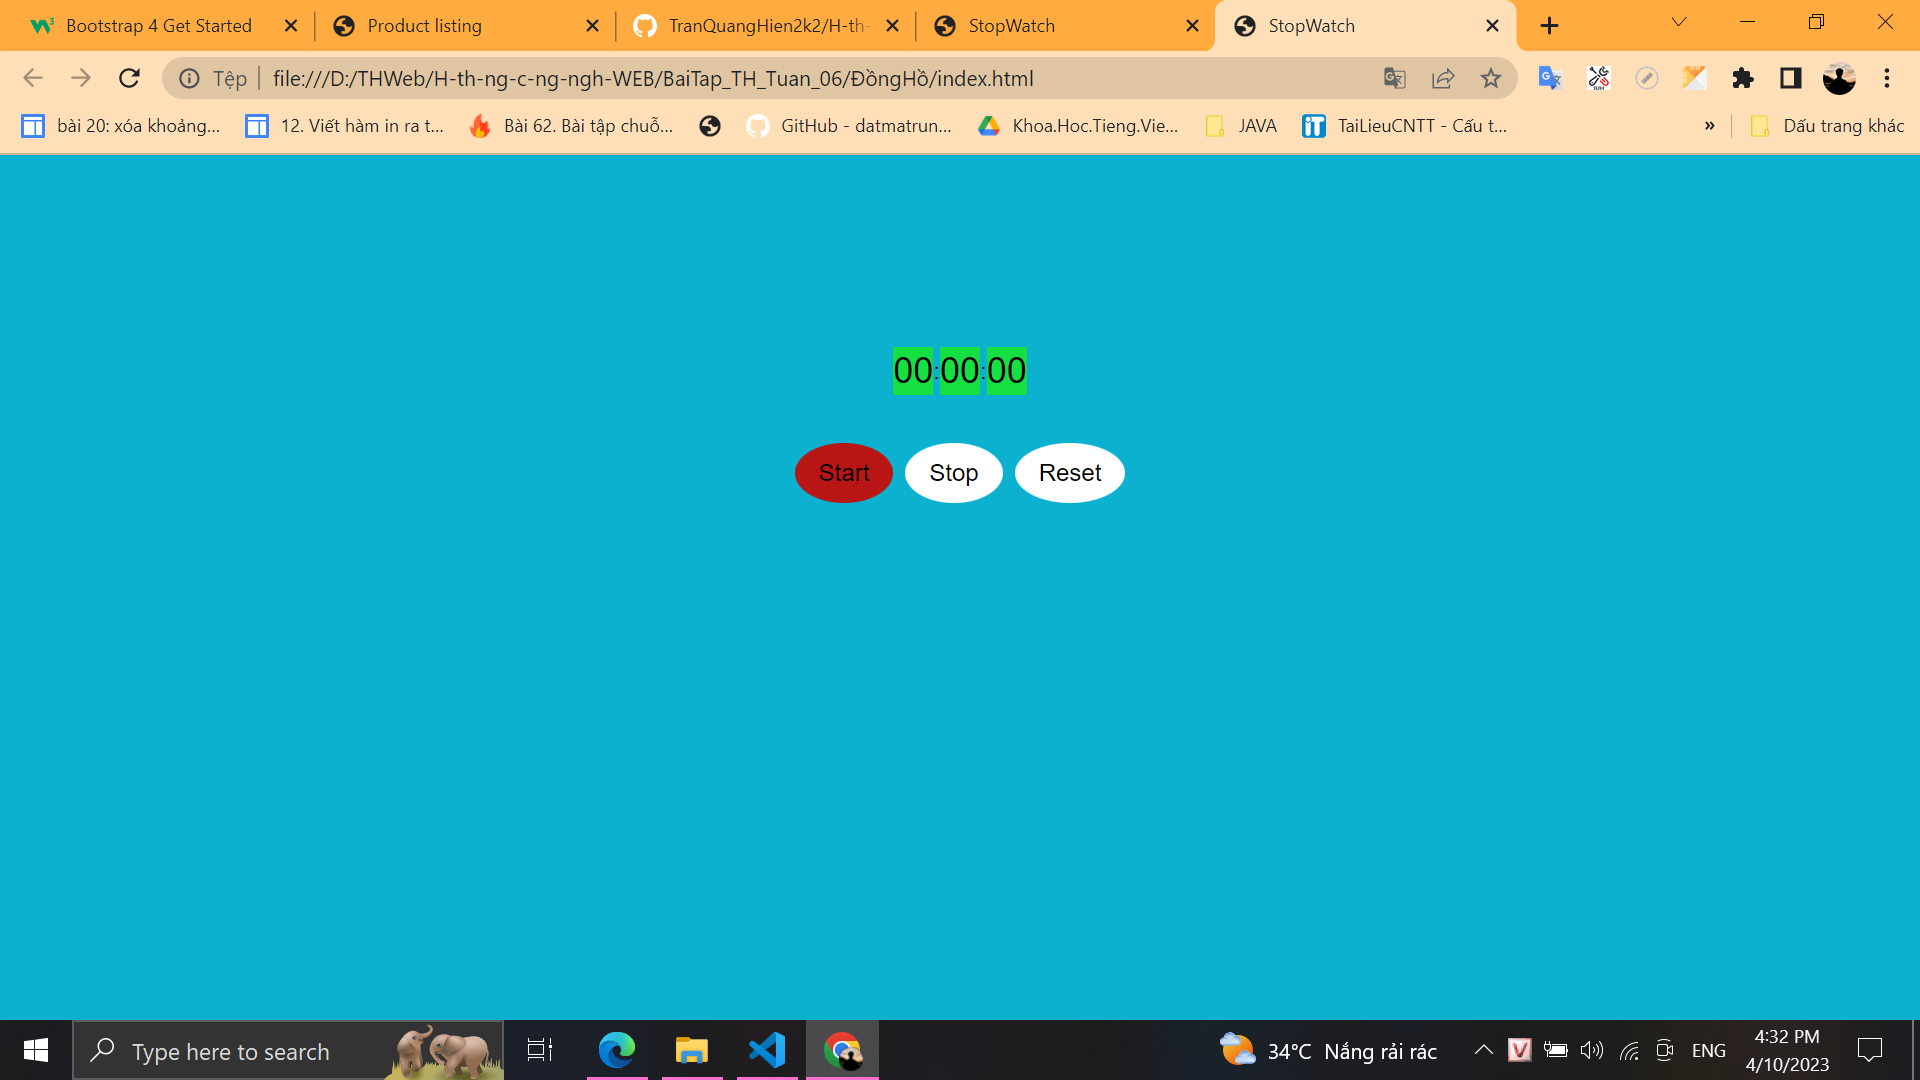 Bootstrap 4 Get Started
Product listing
TranQuangHien2k2/H-th-
StopWatch
StopWatch
Tệp
file:///D:/THWeb/H-th-ng-c-ng-ngh-WEB/BaiTap_TH_Tuan_06/ĐồngHồ/index.html
bài 20: xóa khoảng...
12. Viết hàm in ra t...
Bài 62. Bài tập chuỗ...
GitHub - datmatrun...
Khoa.Hoc.Tieng.Vie...
JAVA
TaiLieuCNTT - Cấu t...
»
Dấu trang khác
00:00:00
Start
Stop
Reset
Type here to search
34°C Nắng rải rác
ENG
4:32 PM
4/10/2023